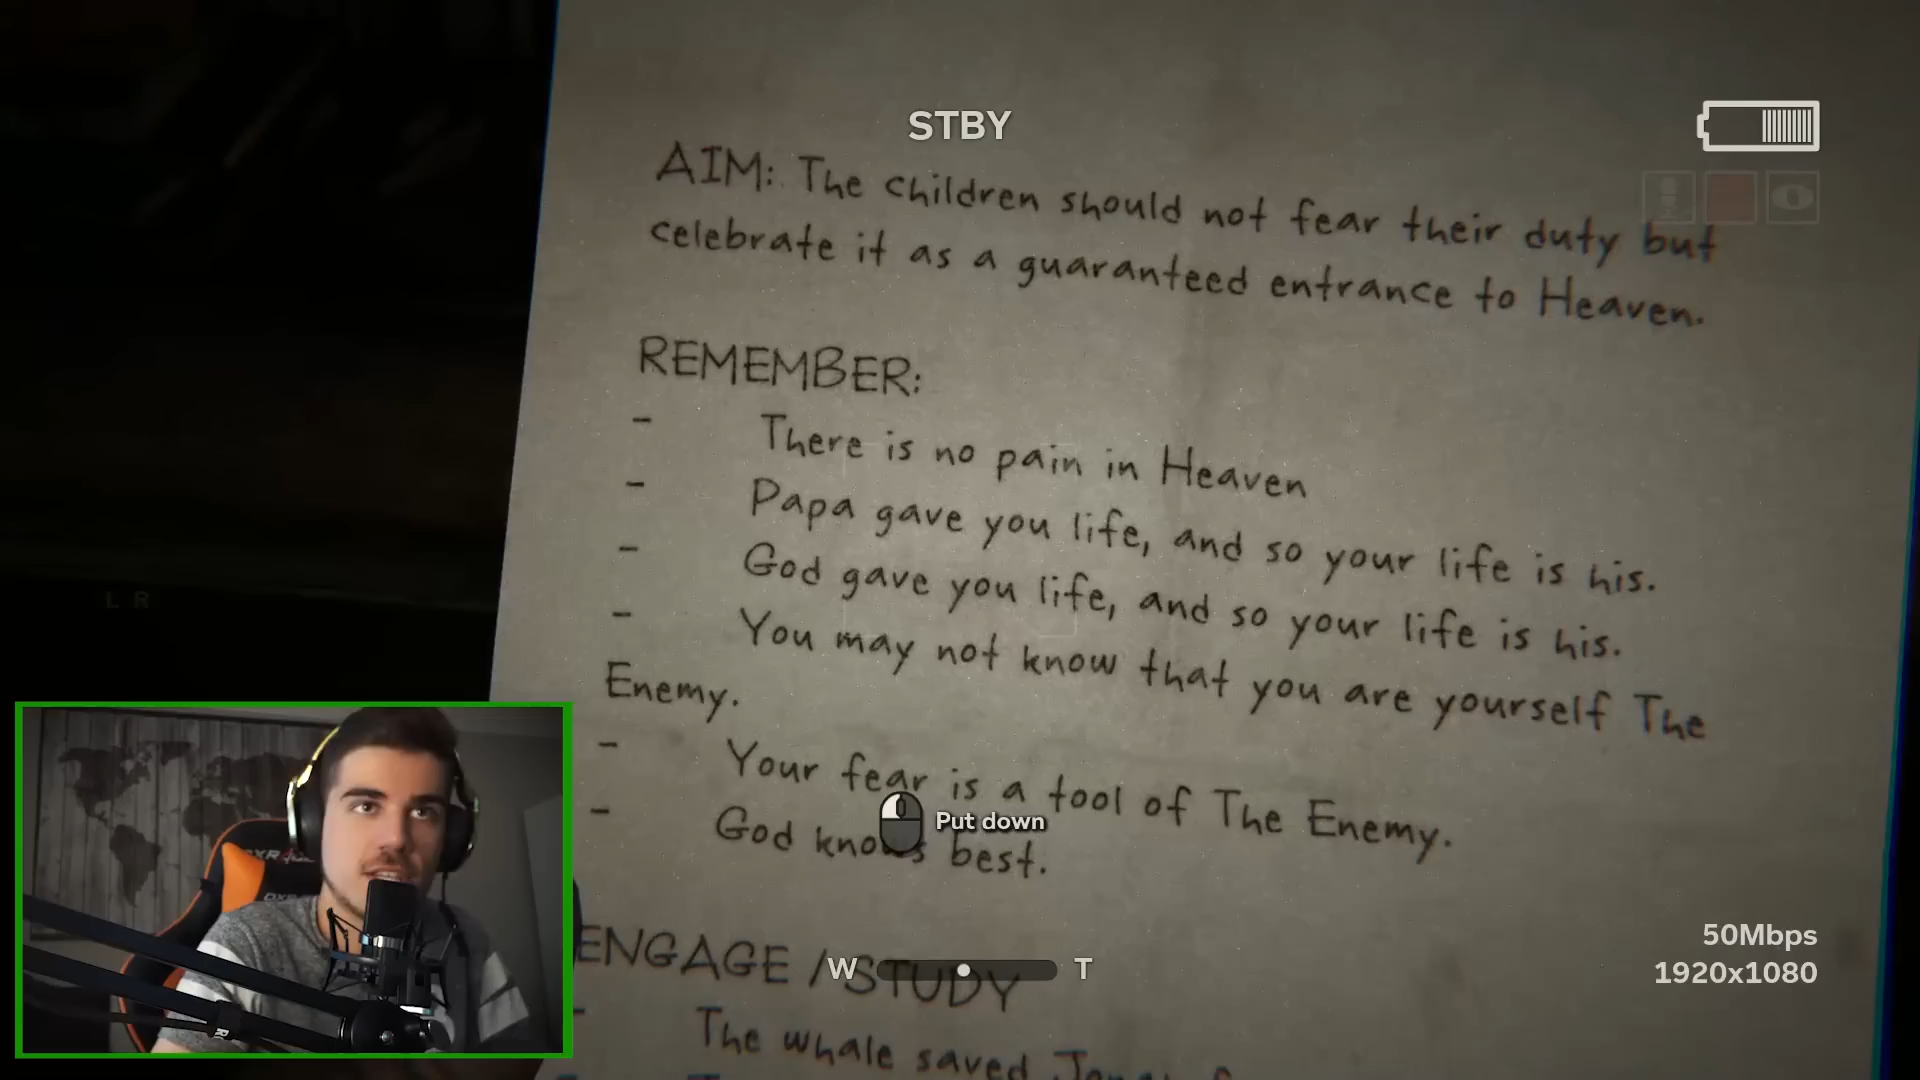 STBY
AIM: The children should not fear their duty but
celebrate it as a guaranteed entrance to Heaven.
REMEMBER:
- There is no pain in Heaven
- Papa gave you life, and so your life is his.
- God gave you life, and so your life is his.
- You may not know that you are yourself The
Enemy.
- Your fear is a tool of The Enemy.
- God knows best.
Put down
ENGAGE / STUDY
- The whale saved
W T
L R
50Mbps
1920x1080